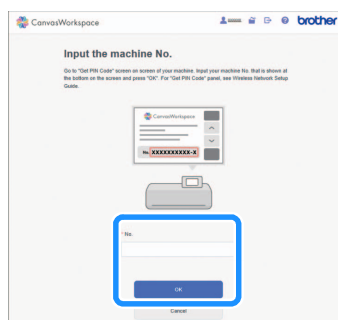 CanvasWorkspace
brother
Input the machine No.
Go to "Get PIN Code" screen on screen of your machine. Input your machine No. that is shown at
the bottom on the screen and press "OK". For "Get PIN Code" panel, see Wireless Network Setup
Guide.
CanvasWorkspace
No. XXXXXXXXXX-X
* No.
OK
Cancel